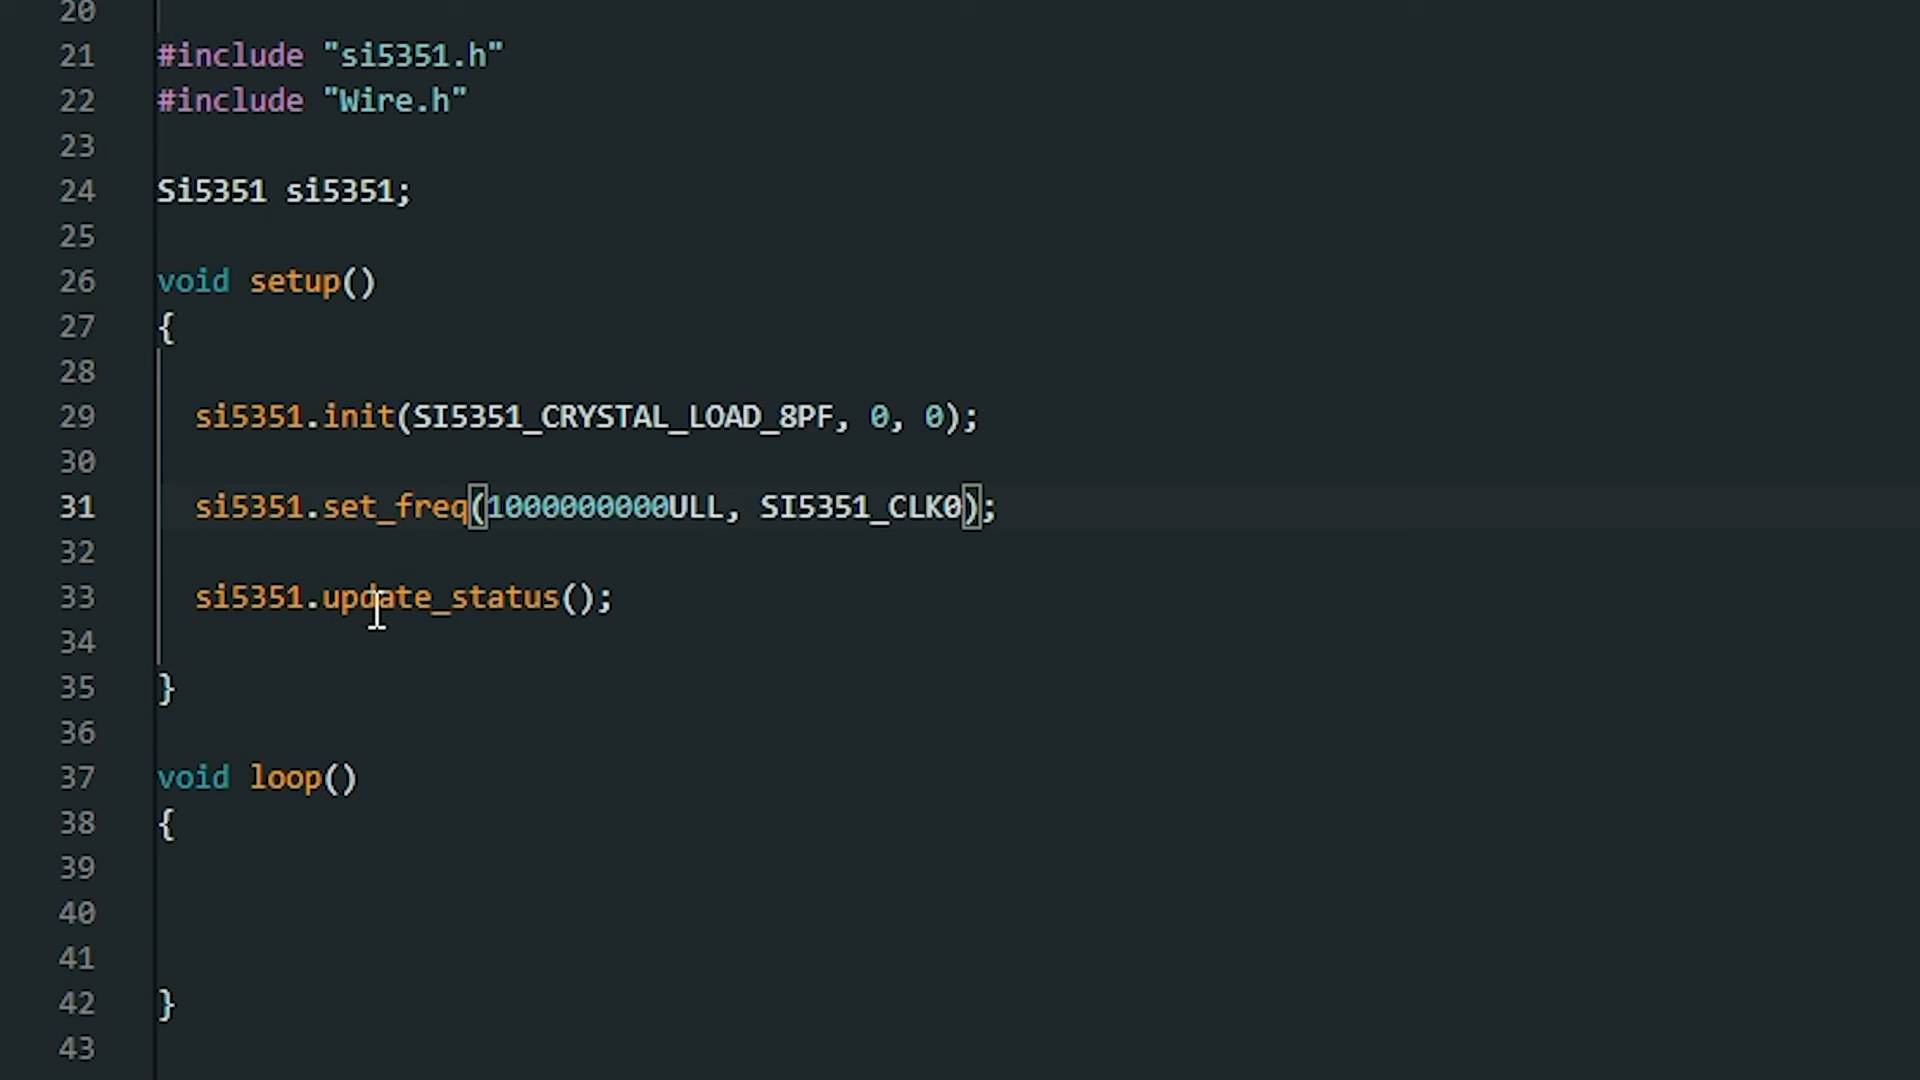 20
21 #include "si5351.h"
22 #include "Wire.h"
23
24 Si5351 si5351;
25
26 void setup()
27 {
28
29 si5351.init(SI5351_CRYSTAL_LOAD_8PF, 0, 0);
30
31 si5351.set_freq(1000000000ULL, SI5351_CLK0);
32
33 si5351.update_status();
34
35 }
36
37 void loop()
38 {
39
40
41
42 }
43